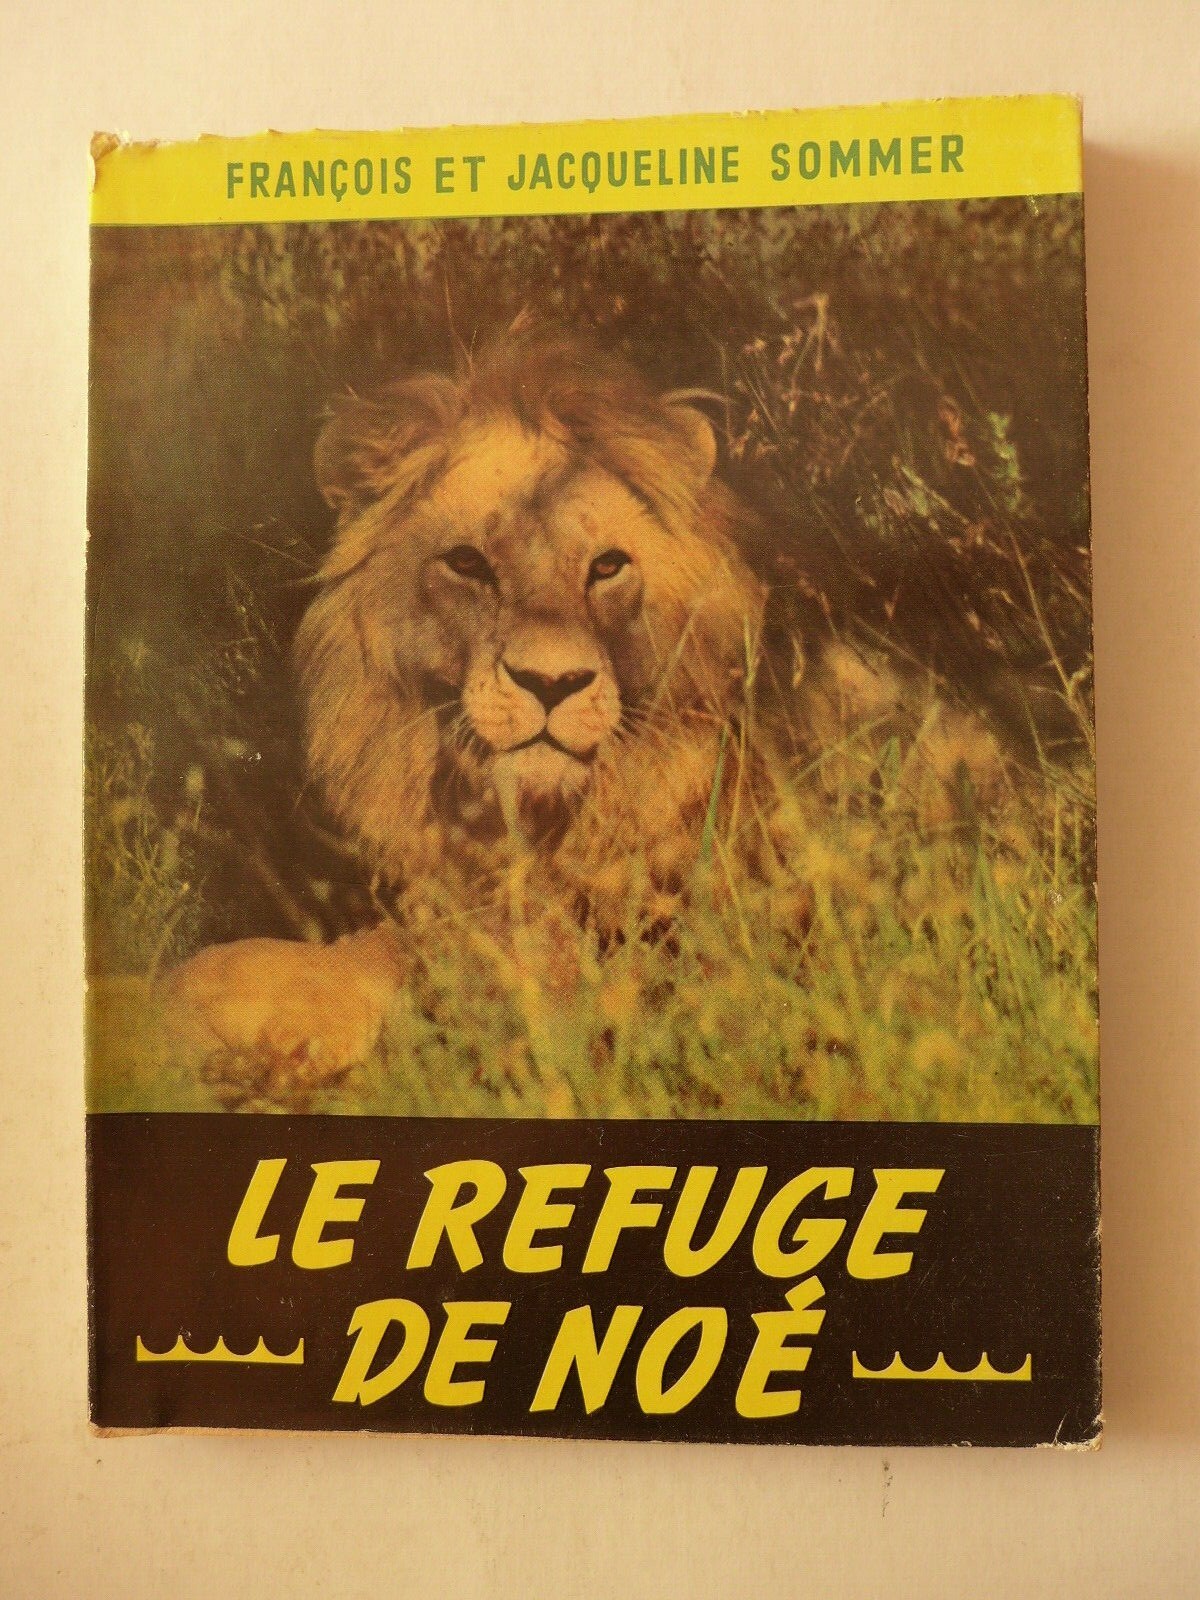 FRANÇOIS ET JACQUELINE SOMMER
LE REFUGE
DE NOÉ